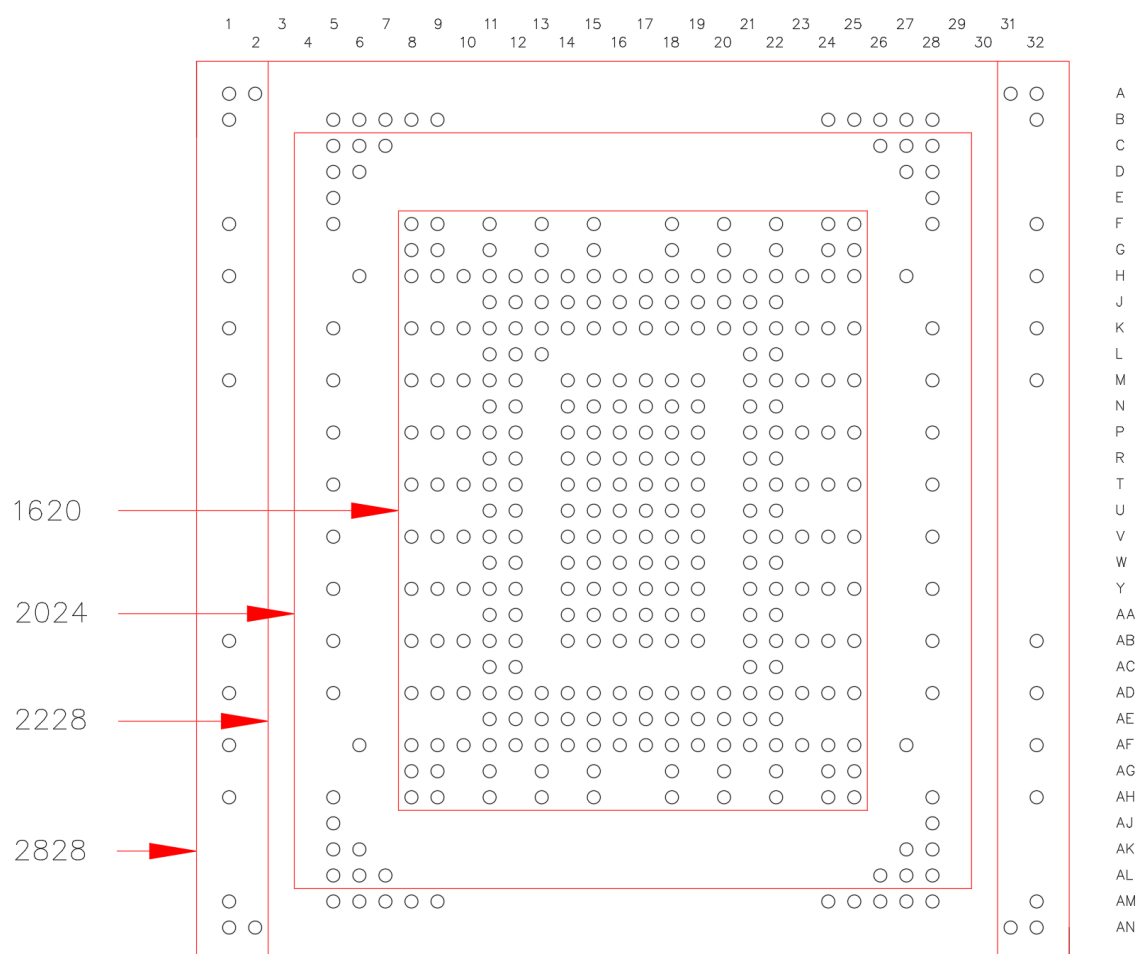 1 3 5 7 9 11 13 15 17 19 21 23 25 27 29 31
2 4 6 8 10 12 14 16 18 20 22 24 26 28 30 32
A
B
C
D
E
F
G
H
J
K
L
M
N
P
R
T
1620
U
V
W
Y
2024
AA
AB
AC
AD
2228
AE
AF
AG
AH
AJ
2828
AK
AL
AM
AN